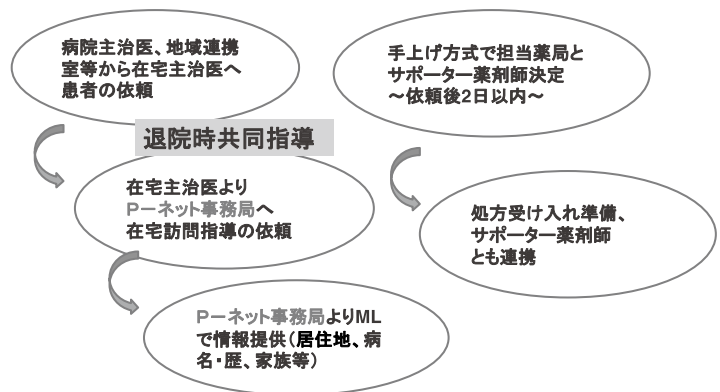 病院主治医、地域連携
室等から在宅主治医へ
患者の依頼
退院時共同指導
在宅主治医より
P－ネット事務局へ
在宅訪問指導の依頼
P－ネット事務局よりML
で情報提供（居住地、病
名・歴、家族等）
手上げ方式で担当薬局と
サポーター薬剤師決定
～依頼後2日以内～
処方受け入れ準備、
サポーター薬剤師
とも連携